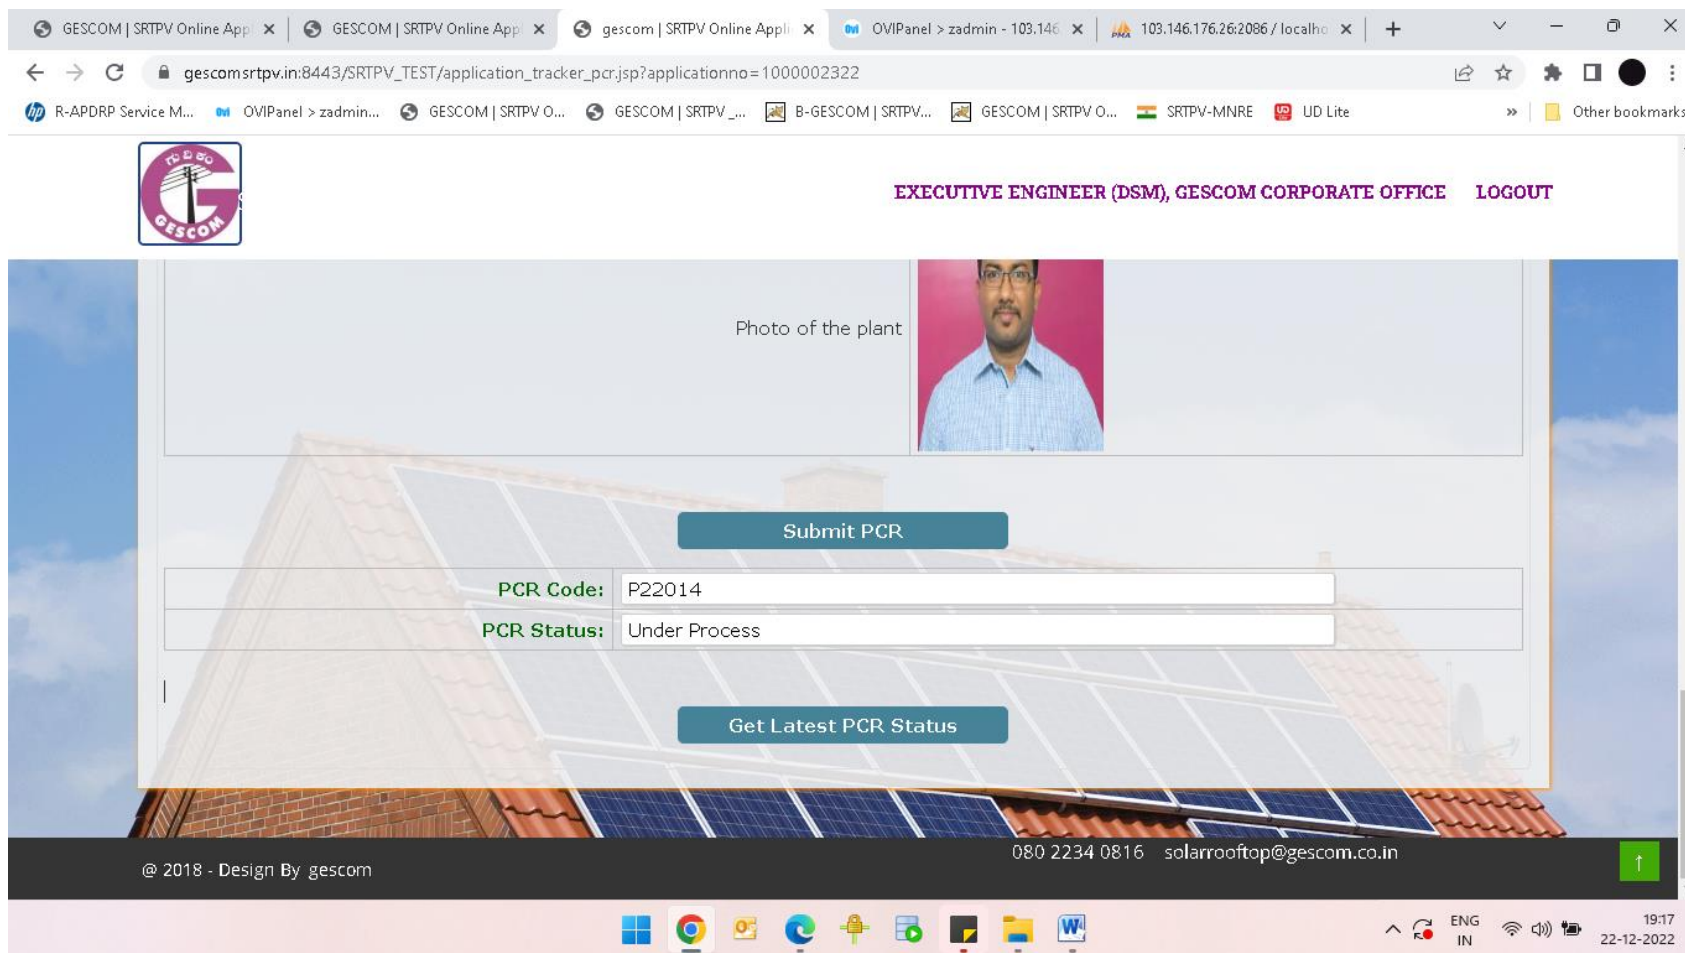 GESCOM | SRTPV Online App
GESCOM | SRTPV Online App
gescom | SRTPV Online Appli
OVIPanel > zadmin - 103.146
103.146.176.26:2086 / localho
gescomsrtpv.in:8443/SRTPV_TEST/application_tracker_pcr.jsp?applicationno=1000002322
R-APDRP Service M...
OVIPanel > zadmin...
GESCOM | SRTPV O...
GESCOM | SRTPV _...
B-GESCOM | SRTPV...
GESCOM | SRTPV O...
SRTPV-MNRE
UD Lite
»
Other bookmarks
ಗುವಿಕಂ
GESCOM
EXECUTIVE ENGINEER (DSM), GESCOM CORPORATE OFFICE
LOGOUT
Photo of the plant
Submit PCR
PCR Code: P22014
PCR Status: Under Process
Get Latest PCR Status
080 2234 0816 solarrooftop@gescom.co.in
@ 2018 - Design By gescom
ENG
IN
19:17
22-12-2022